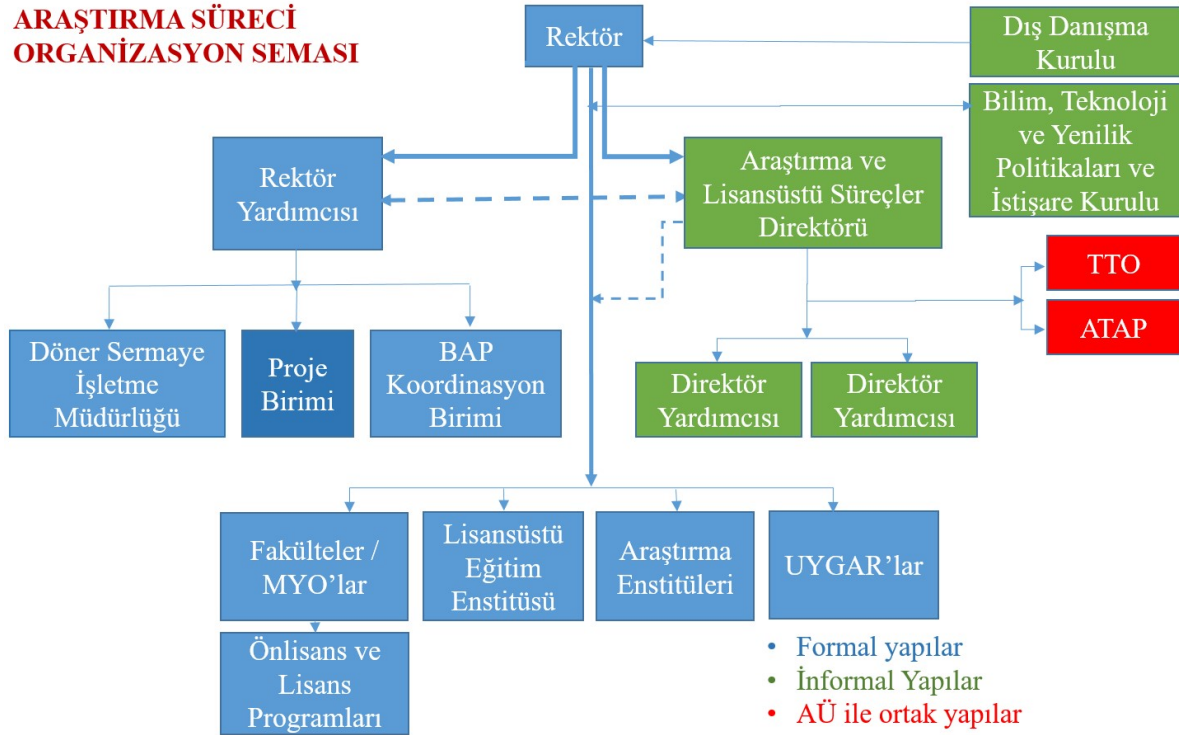 ARAŞTIRMA SÜRECİ
ORGANİZASYON SEMASI
Rektör
Dış Danışma
Kurulu
Bilim, Teknoloji
ve Yenilik
Politikaları ve
İstişare Kurulu
Rektör
Yardımcısı
Araştırma ve
Lisansüstü Süreçler
Direktörü
TTO
ATAP
Döner Sermaye
İşletme
Müdürlüğü
Proje
Birimi
BAP
Koordinasyon
Birimi
Direktör
Yardımcısı
Direktör
Yardımcısı
Fakülteler /
MYO’lar
Lisansüstü
Eğitim
Enstitüsü
Araştırma
Enstitüleri
UYGAR’lar
Önlisans ve
Lisans
Programları
• Formal yapılar
• İnformal Yapılar
• AÜ ile ortak yapılar